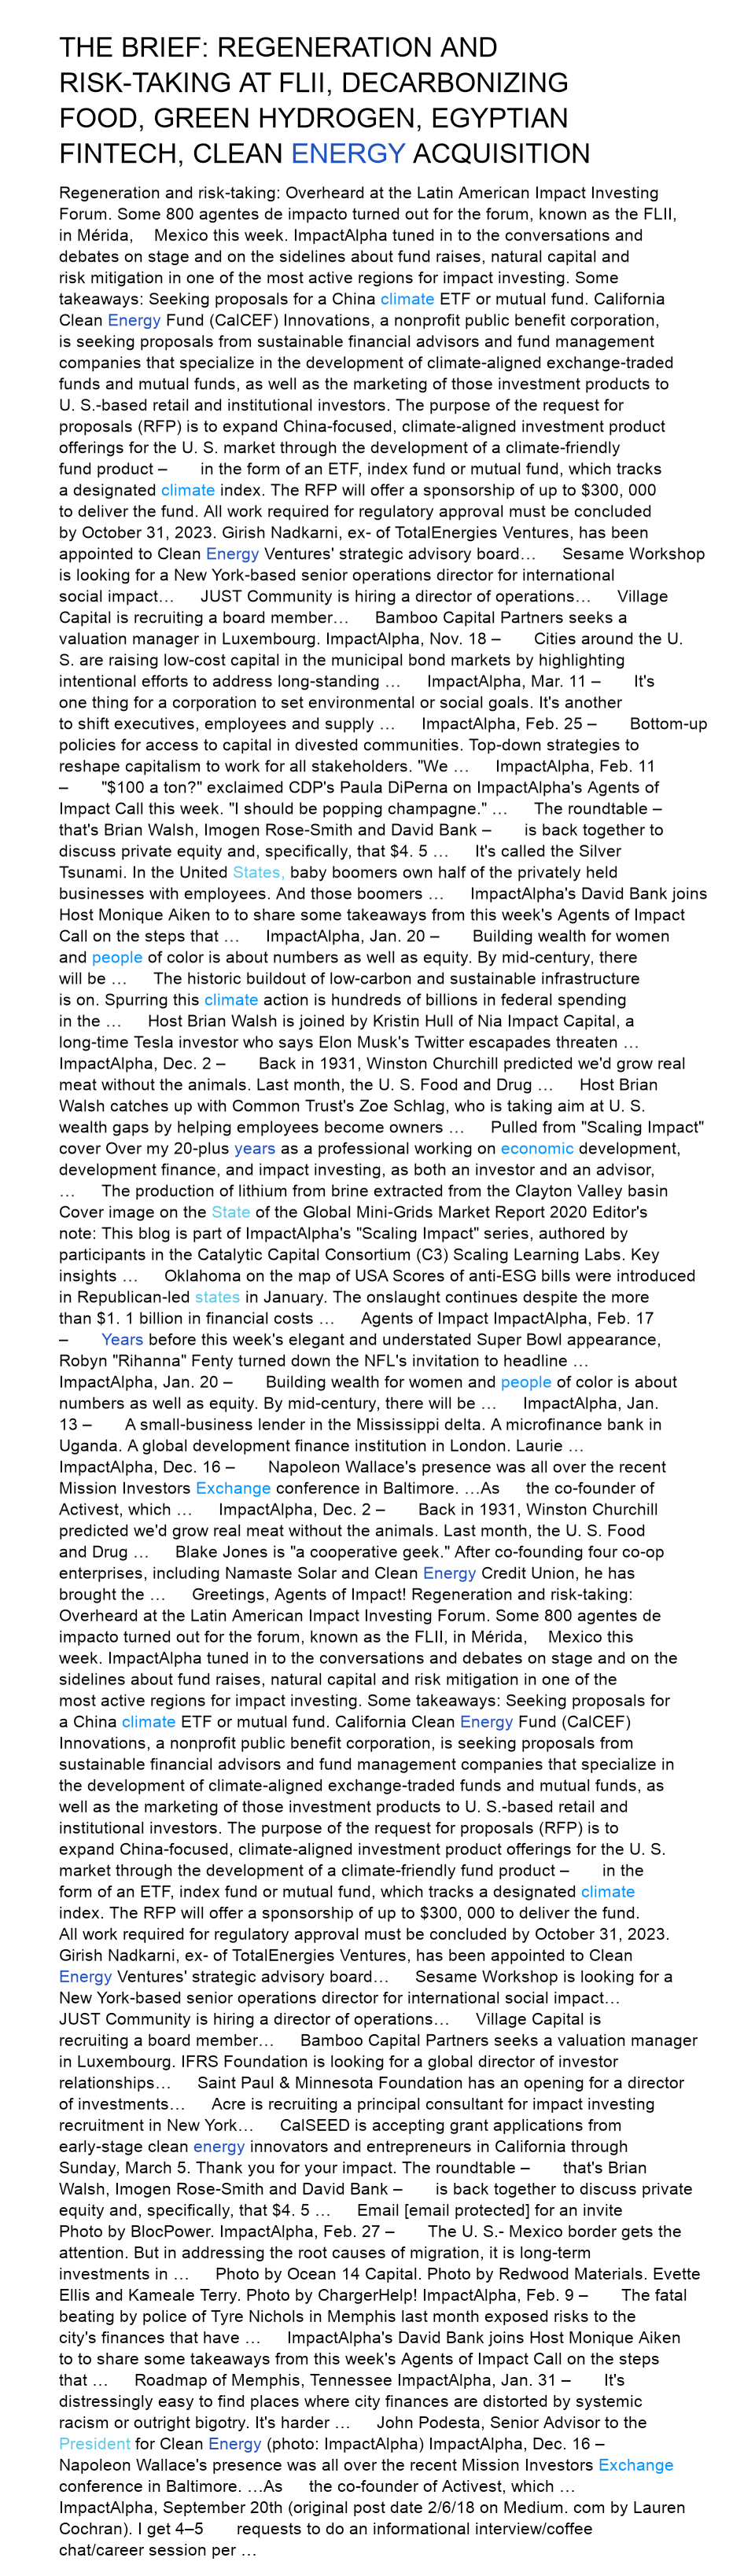 THE BRIEF: REGENERATION AND
RISK-TAKING AT FLII, DECARBONIZING
FOOD, GREEN HYDROGEN, EGYPTIAN
FINTECH, CLEAN ENERGY ACQUISITION
Regeneration and risk-taking: Overheard at the Latin American Impact Investing
Forum. Some 800 agentes de impacto turned out for the forum, known as the FLII,
in Mérida, Mexico this week. ImpactAlpha tuned in to the conversations and
debates on stage and on the sidelines about fund raises, natural capital and
risk mitigation in one of the most active regions for impact investing. Some
takeaways: Seeking proposals for a China climate ETF or mutual fund. California
Clean Energy Fund (CalCEF) Innovations, a nonprofit public benefit corporation,
is seeking proposals from sustainable financial advisors and fund management
companies that specialize in the development of climate-aligned exchange-traded
funds and mutual funds, as well as the marketing of those investment products to
U. S.-based retail and institutional investors. The purpose of the request for
proposals (RFP) is to expand China-focused, climate-aligned investment product
offerings for the U. S. market through the development of a climate-friendly
fund product – in the form of an ETF, index fund or mutual fund, which tracks
a designated climate index. The RFP will offer a sponsorship of up to $300, 000
to deliver the fund. All work required for regulatory approval must be concluded
by October 31, 2023. Girish Nadkarni, ex- of TotalEnergies Ventures, has been
appointed to Clean Energy Ventures' strategic advisory board… Sesame Workshop
is looking for a New York-based senior operations director for international
social impact… JUST Community is hiring a director of operations… Village
Capital is recruiting a board member… Bamboo Capital Partners seeks a
valuation manager in Luxembourg. ImpactAlpha, Nov. 18 – Cities around the U.
S. are raising low-cost capital in the municipal bond markets by highlighting
intentional efforts to address long-standing … ImpactAlpha, Mar. 11 – It's
one thing for a corporation to set environmental or social goals. It's another
to shift executives, employees and supply … ImpactAlpha, Feb. 25 – Bottom-up
policies for access to capital in divested communities. Top-down strategies to
reshape capitalism to work for all stakeholders. "We … ImpactAlpha, Feb. 11
– "$100 a ton?" exclaimed CDP's Paula DiPerna on ImpactAlpha's Agents of
Impact Call this week. "I should be popping champagne." … The roundtable –
that's Brian Walsh, Imogen Rose-Smith and David Bank – is back together to
discuss private equity and, specifically, that $4. 5 … It's called the Silver
Tsunami. In the United States, baby boomers own half of the privately held
businesses with employees. And those boomers … ImpactAlpha's David Bank joins
Host Monique Aiken to to share some takeaways from this week's Agents of Impact
Call on the steps that … ImpactAlpha, Jan. 20 – Building wealth for women
and people of color is about numbers as well as equity. By mid-century, there
will be … The historic buildout of low-carbon and sustainable infrastructure
is on. Spurring this climate action is hundreds of billions in federal spending
in the … Host Brian Walsh is joined by Kristin Hull of Nia Impact Capital, a
long-time Tesla investor who says Elon Musk's Twitter escapades threaten …
ImpactAlpha, Dec. 2 – Back in 1931, Winston Churchill predicted we'd grow real
meat without the animals. Last month, the U. S. Food and Drug … Host Brian
Walsh catches up with Common Trust's Zoe Schlag, who is taking aim at U. S.
wealth gaps by helping employees become owners … Pulled from "Scaling Impact"
cover Over my 20-plus years as a professional working on economic development,
development finance, and impact investing, as both an investor and an advisor,
… The production of lithium from brine extracted from the Clayton Valley basin
Cover image on the State of the Global Mini-Grids Market Report 2020 Editor's
note: This blog is part of ImpactAlpha's "Scaling Impact" series, authored by
participants in the Catalytic Capital Consortium (C3) Scaling Learning Labs. Key
insights … Oklahoma on the map of USA Scores of anti-ESG bills were introduced
in Republican-led states in January. The onslaught continues despite the more
than $1. 1 billion in financial costs … Agents of Impact ImpactAlpha, Feb. 17
– Years before this week's elegant and understated Super Bowl appearance,
Robyn "Rihanna" Fenty turned down the NFL's invitation to headline …
ImpactAlpha, Jan. 20 – Building wealth for women and people of color is about
numbers as well as equity. By mid-century, there will be … ImpactAlpha, Jan.
13 – A small-business lender in the Mississippi delta. A microfinance bank in
Uganda. A global development finance institution in London. Laurie …
ImpactAlpha, Dec. 16 – Napoleon Wallace's presence was all over the recent
Mission Investors Exchange conference in Baltimore. …As the co-founder of
Activest, which … ImpactAlpha, Dec. 2 – Back in 1931, Winston Churchill
predicted we'd grow real meat without the animals. Last month, the U. S. Food
and Drug … Blake Jones is "a cooperative geek." After co-founding four co-op
enterprises, including Namaste Solar and Clean Energy Credit Union, he has
brought the … Greetings, Agents of Impact! Regeneration and risk-taking:
Overheard at the Latin American Impact Investing Forum. Some 800 agentes de
impacto turned out for the forum, known as the FLII, in Mérida, Mexico this
week. ImpactAlpha tuned in to the conversations and debates on stage and on the
sidelines about fund raises, natural capital and risk mitigation in one of the
most active regions for impact investing. Some takeaways: Seeking proposals for
a China climate ETF or mutual fund. California Clean Energy Fund (CalCEF)
Innovations, a nonprofit public benefit corporation, is seeking proposals from
sustainable financial advisors and fund management companies that specialize in
the development of climate-aligned exchange-traded funds and mutual funds, as
well as the marketing of those investment products to U. S.-based retail and
institutional investors. The purpose of the request for proposals (RFP) is to
expand China-focused, climate-aligned investment product offerings for the U. S.
market through the development of a climate-friendly fund product – in the
form of an ETF, index fund or mutual fund, which tracks a designated climate
index. The RFP will offer a sponsorship of up to $300, 000 to deliver the fund.
All work required for regulatory approval must be concluded by October 31, 2023.
Girish Nadkarni, ex- of TotalEnergies Ventures, has been appointed to Clean
Energy Ventures' strategic advisory board… Sesame Workshop is looking for a
New York-based senior operations director for international social impact…
JUST Community is hiring a director of operations… Village Capital is
recruiting a board member… Bamboo Capital Partners seeks a valuation manager
in Luxembourg. IFRS Foundation is looking for a global director of investor
relationships… Saint Paul & Minnesota Foundation has an opening for a director
of investments… Acre is recruiting a principal consultant for impact investing
recruitment in New York… CalSEED is accepting grant applications from
early-stage clean energy innovators and entrepreneurs in California through
Sunday, March 5. Thank you for your impact. The roundtable – that's Brian
Walsh, Imogen Rose-Smith and David Bank – is back together to discuss private
equity and, specifically, that $4. 5 … Email [email protected] for an invite
Photo by BlocPower. ImpactAlpha, Feb. 27 – The U. S.- Mexico border gets the
attention. But in addressing the root causes of migration, it is long-term
investments in … Photo by Ocean 14 Capital. Photo by Redwood Materials. Evette
Ellis and Kameale Terry. Photo by ChargerHelp! ImpactAlpha, Feb. 9 – The fatal
beating by police of Tyre Nichols in Memphis last month exposed risks to the
city's finances that have … ImpactAlpha's David Bank joins Host Monique Aiken
to to share some takeaways from this week's Agents of Impact Call on the steps
that … Roadmap of Memphis, Tennessee ImpactAlpha, Jan. 31 – It's
distressingly easy to find places where city finances are distorted by systemic
racism or outright bigotry. It's harder … John Podesta, Senior Advisor to the
President for Clean Energy (photo: ImpactAlpha) ImpactAlpha, Dec. 16 –
Napoleon Wallace's presence was all over the recent Mission Investors Exchange
conference in Baltimore. …As the co-founder of Activest, which …
ImpactAlpha, September 20th (original post date 2/6/18 on Medium. com by Lauren
Cochran). I get 4–5 requests to do an informational interview/coffee
chat/career session per …